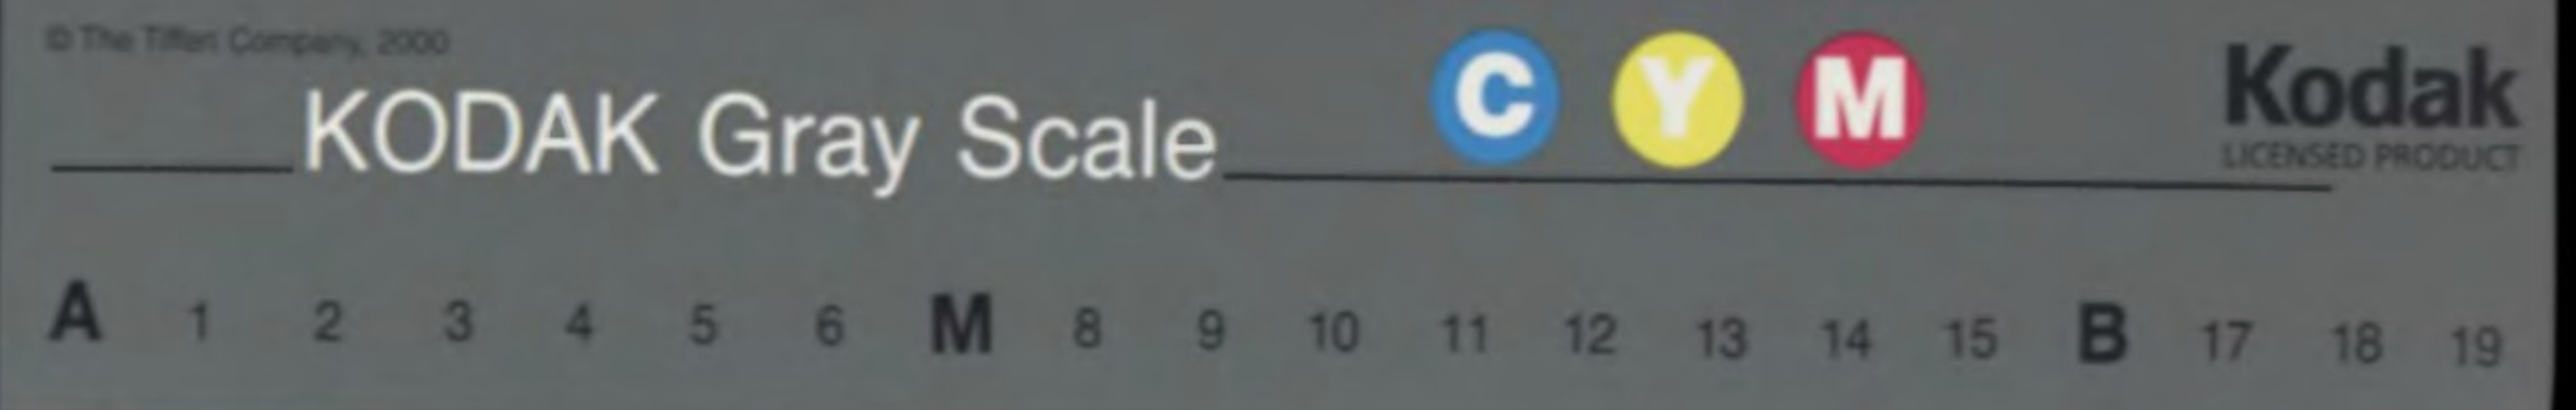 © The Tiffen Company, 2000
KODAK Gray Scale
C Y M
Kodak
LICENSED PRODUCT
A 1 2 3 4 5 6 M 8 9 10 11 12 13 14 15 B 17 18 19